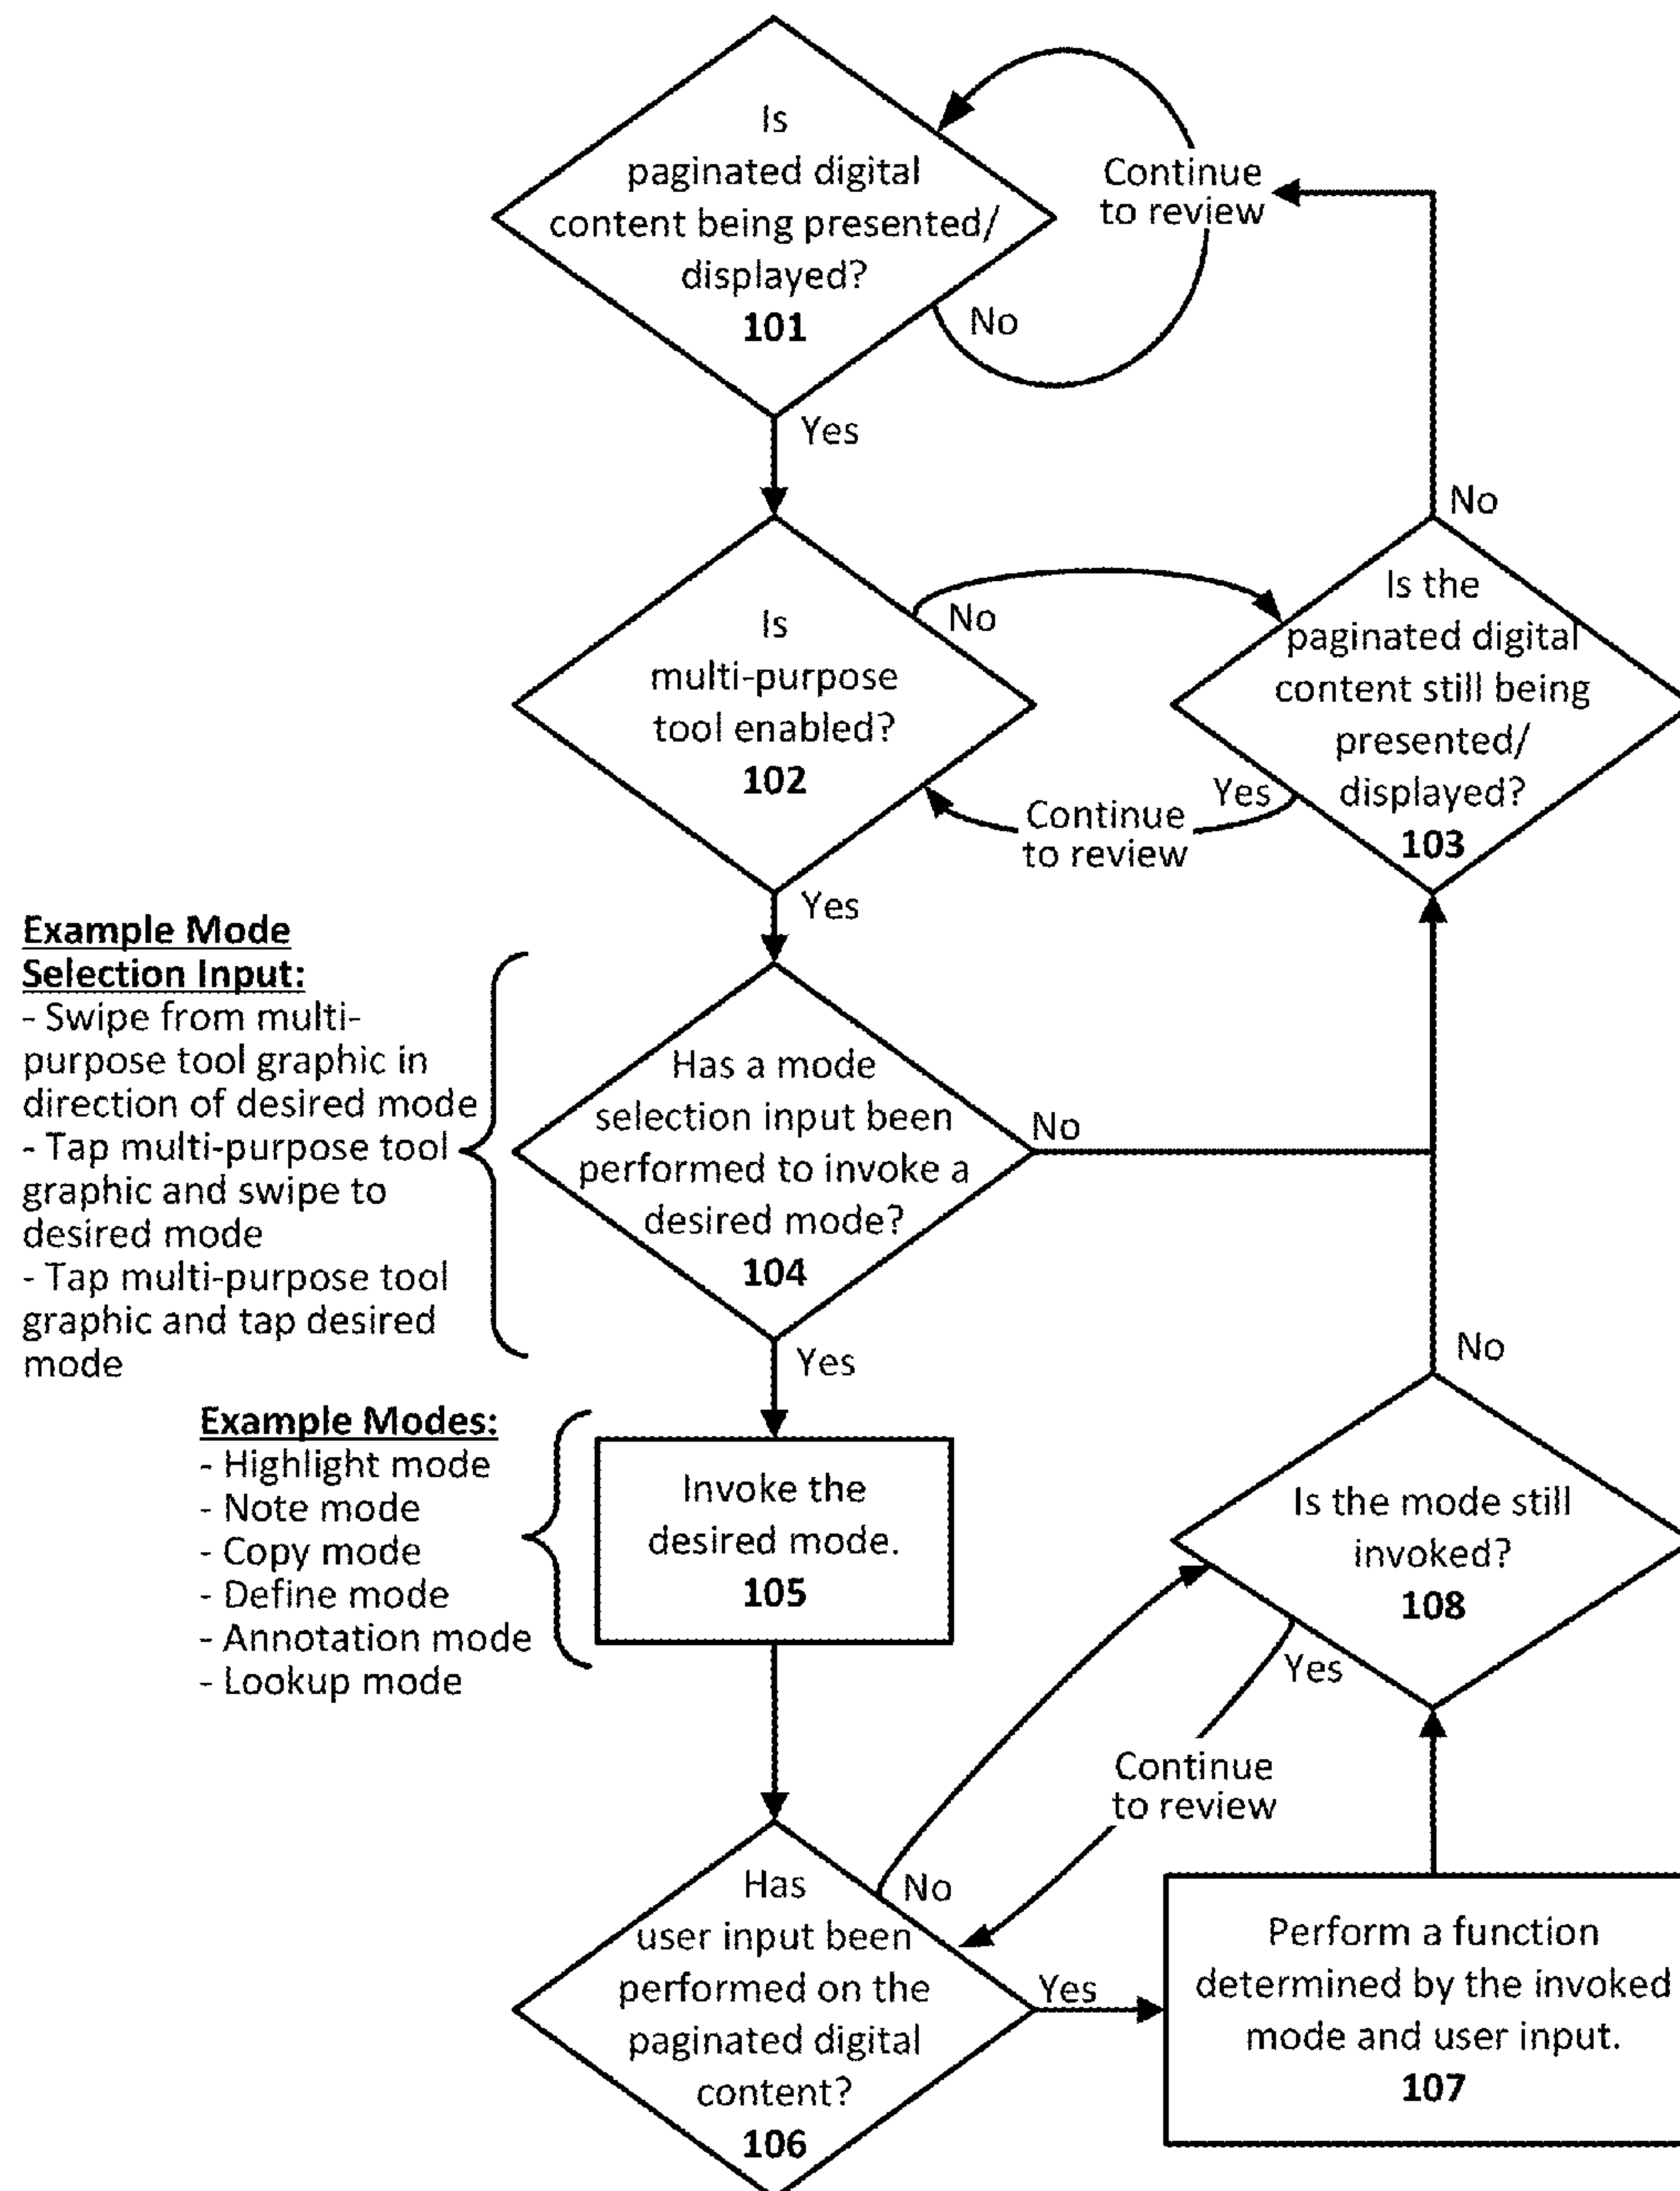 Is
paginated digital
content being presented/
displayed?
101
Continue
to review
No
Yes
Is
multi-purpose
tool enabled?
102
No
No
Is the
paginated digital
content still being
presented/
displayed?
103
Yes
Continue
to review
Yes
Example Mode
Selection Input:
- Swipe from multi-
purpose tool graphic in
direction of desired mode
- Tap multi-purpose tool
graphic and swipe to
desired mode
- Tap multi-purpose tool
graphic and tap desired
mode
Has a mode
selection input been
performed to invoke a
desired mode?
104
No
Yes
Example Modes:
- Highlight mode
- Note mode
- Copy mode
- Define mode
- Annotation mode
- Lookup mode
Invoke the
desired mode.
105
No
Is the mode still
invoked?
108
Yes
Continue
to review
Has
user input been
performed on the
paginated digital
content?
106
No
Yes
Perform a function
determined by the invoked
mode and user input.
107